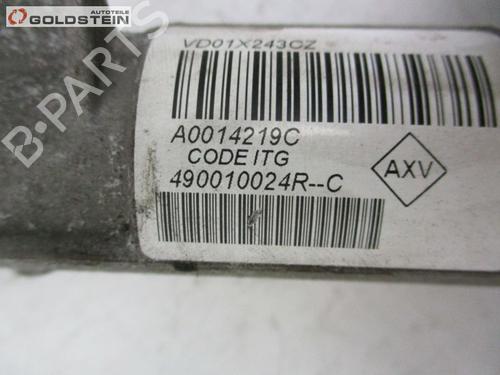 AUTOTEILE
GOLDSTEIN
VD01X243CZ
A0014219C
CODE ITG
490010024R--C
AXV
B-PARTS